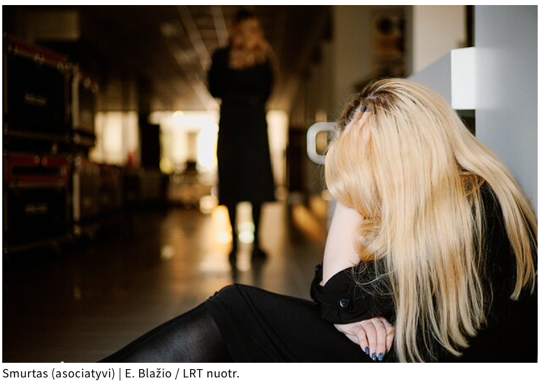 Smurtas (asociatyvi) | E. Blažio / LRT nuotr.